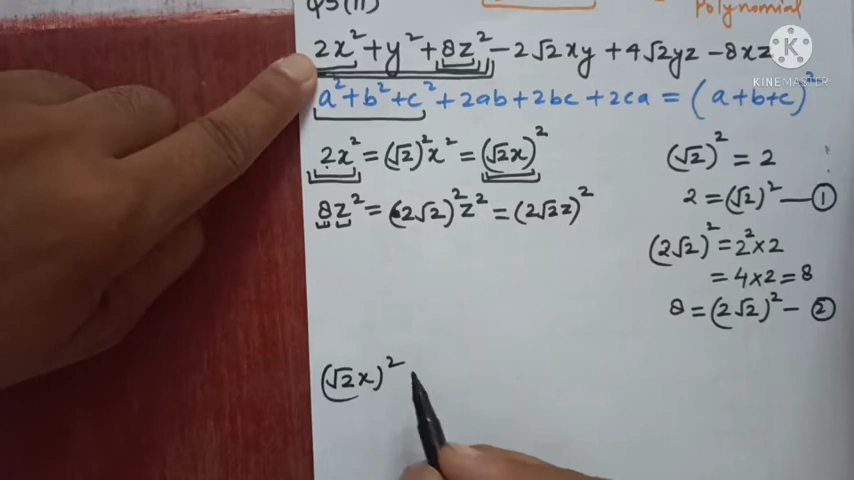 Q5(ii)
Polynomial
2x² + y² + 8z² - 2√2xy + 4√2yz - 8xz
KINEMASTER
a² + b² + c² + 2ab + 2bc + 2ca = (a+b+c)²
2x² = (√2)²x² = (√2x)²
(√2)² = 2
8z² = (2√2)²z² = (2√2z)²
2 = (√2)² — ①
(2√2)² = 2² × 2
= 4 × 2 = 8
8 = (2√2)² - ②
(√2x)²